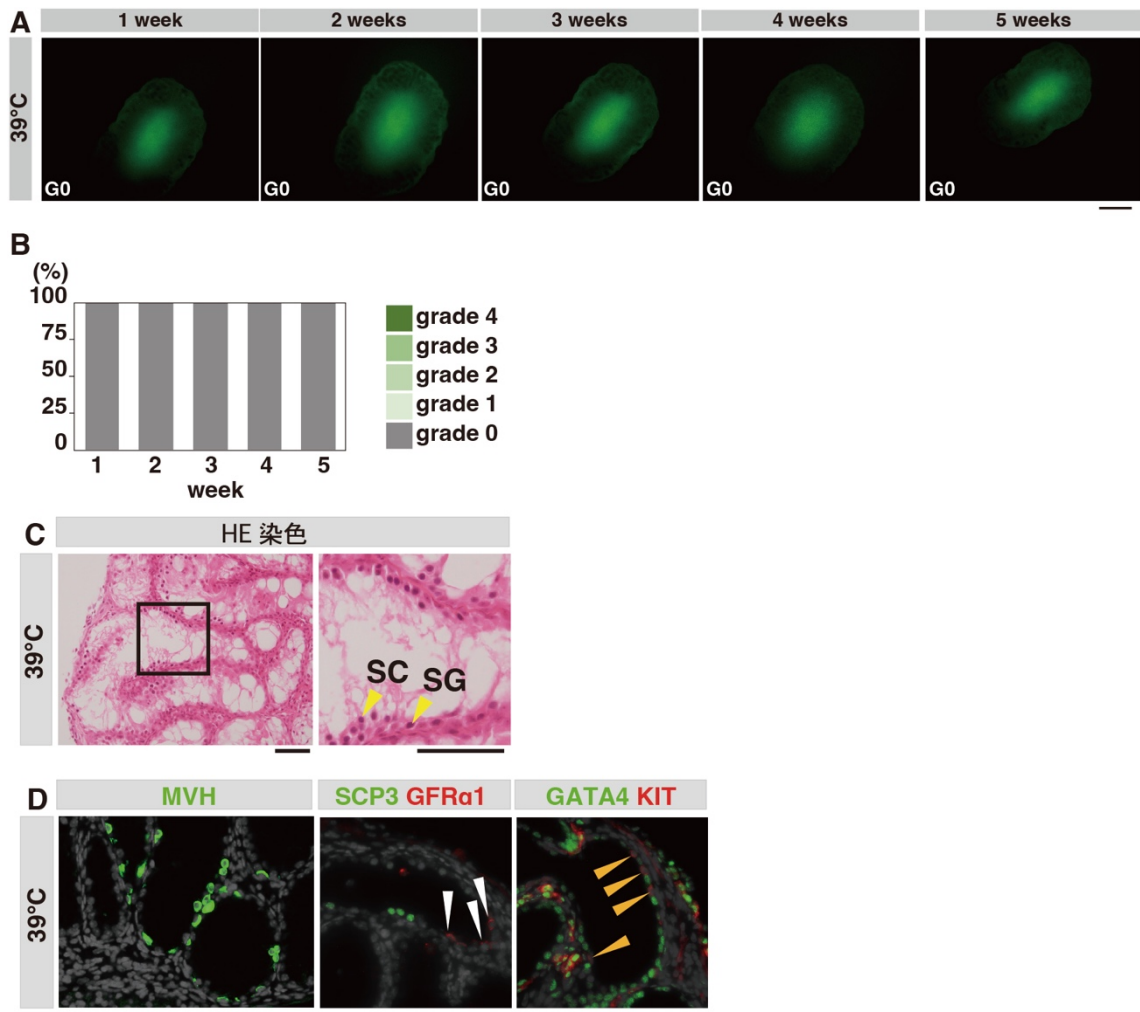 A
1 week
2 weeks
3 weeks
4 weeks
5 weeks
39°C
G0
G0
G0
G0
G0
B
(%)
100
75
50
25
0
1
2
3
4
5
week
grade 4
grade 3
grade 2
grade 1
grade 0
C
HE 染色
39°C
SC
SG
D
MVH
SCP3 GFRα1
GATA4 KIT
39°C